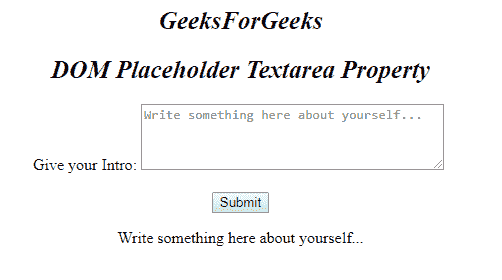 GeeksForGeeks
DOM Placeholder Textarea Property
Write something here about yourself...
Give your Intro:
Submit
Write something here about yourself...